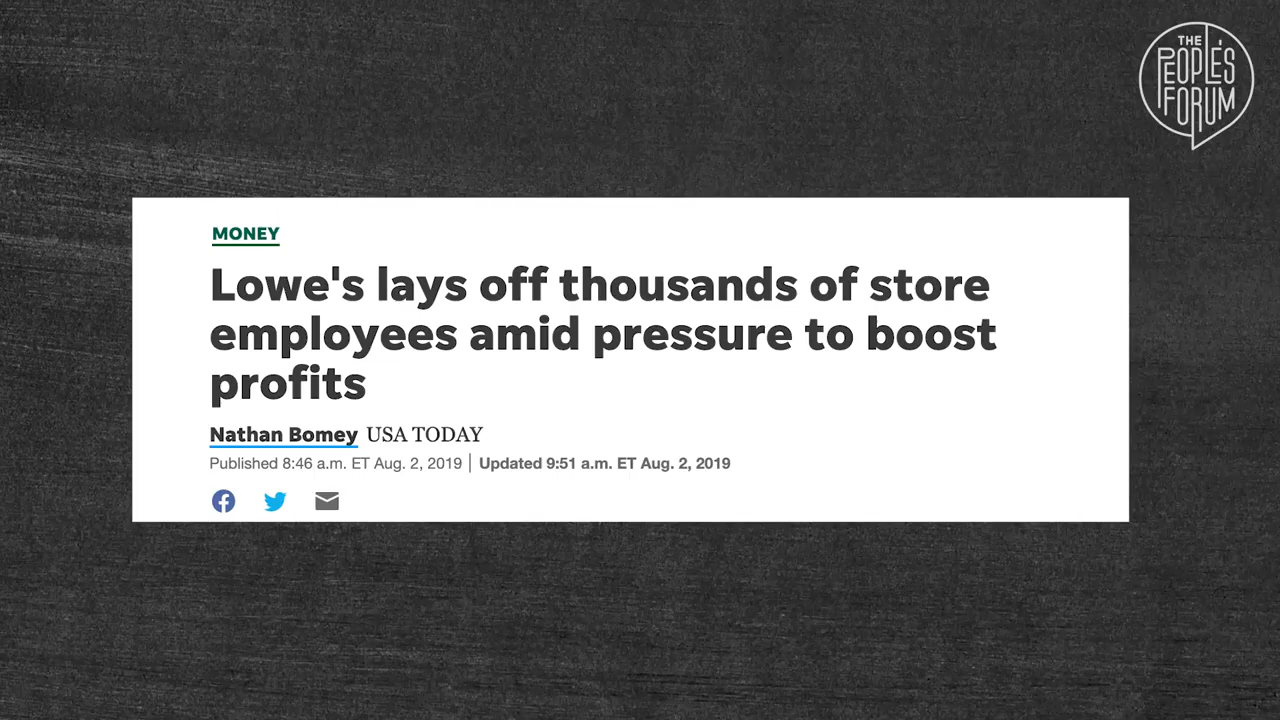 THE
PEOPLE'S
FORUM
MONEY
Lowe's lays off thousands of store
employees amid pressure to boost
profits
Nathan Bomey USA TODAY
Published 8:46 a.m. ET Aug. 2, 2019 | Updated 9:51 a.m. ET Aug. 2, 2019